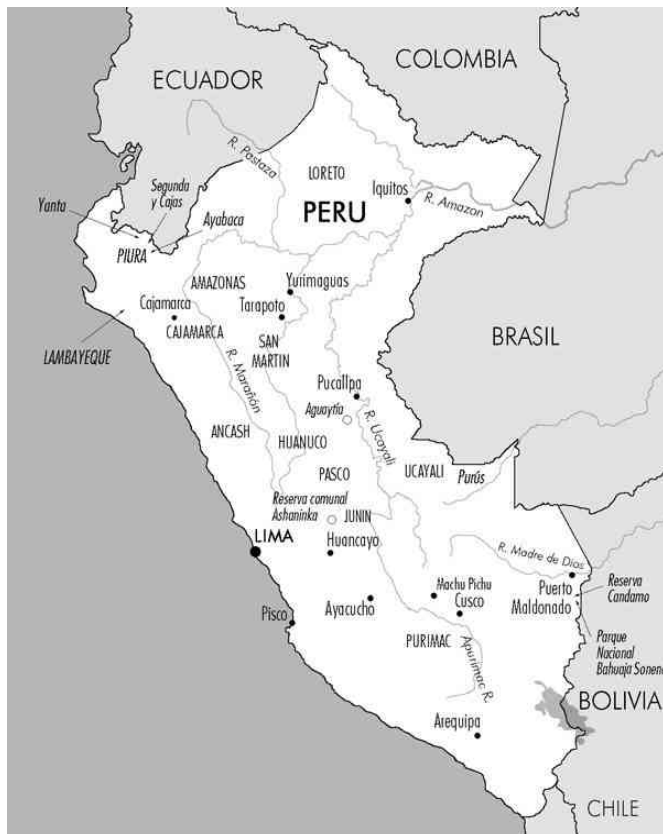 COLOMBIA
ECUADOR
R. Pastaza
LORETO
Segunda
y Cajas
Yanta
Iquitos
R. Amazon
PERU
Ayabaca
PIURA
AMAZONAS
Yurimaguas
Cajamarca
Tarapoto
CAJAMARCA
SAN
MARTIN
BRASIL
LAMBAYEQUE
R. Marañón
Pucallpa
Aguaytía
R. Ucayali
ANCASH
HUANUCO
PASCO
UCAYALI
Purús
Reserva comunal
Ashaninka
JUNIN
LIMA
Huancayo
R. Madre de Dios
Machu Pichu
Puerto
Maldonado
Reserva
Candamo
Ayacucho
Cusco
Pisco
PURIMAC
Apurimac R.
Parque
Nacional
Bahuaja Sonene
BOLIVIA
Arequipa
CHILE